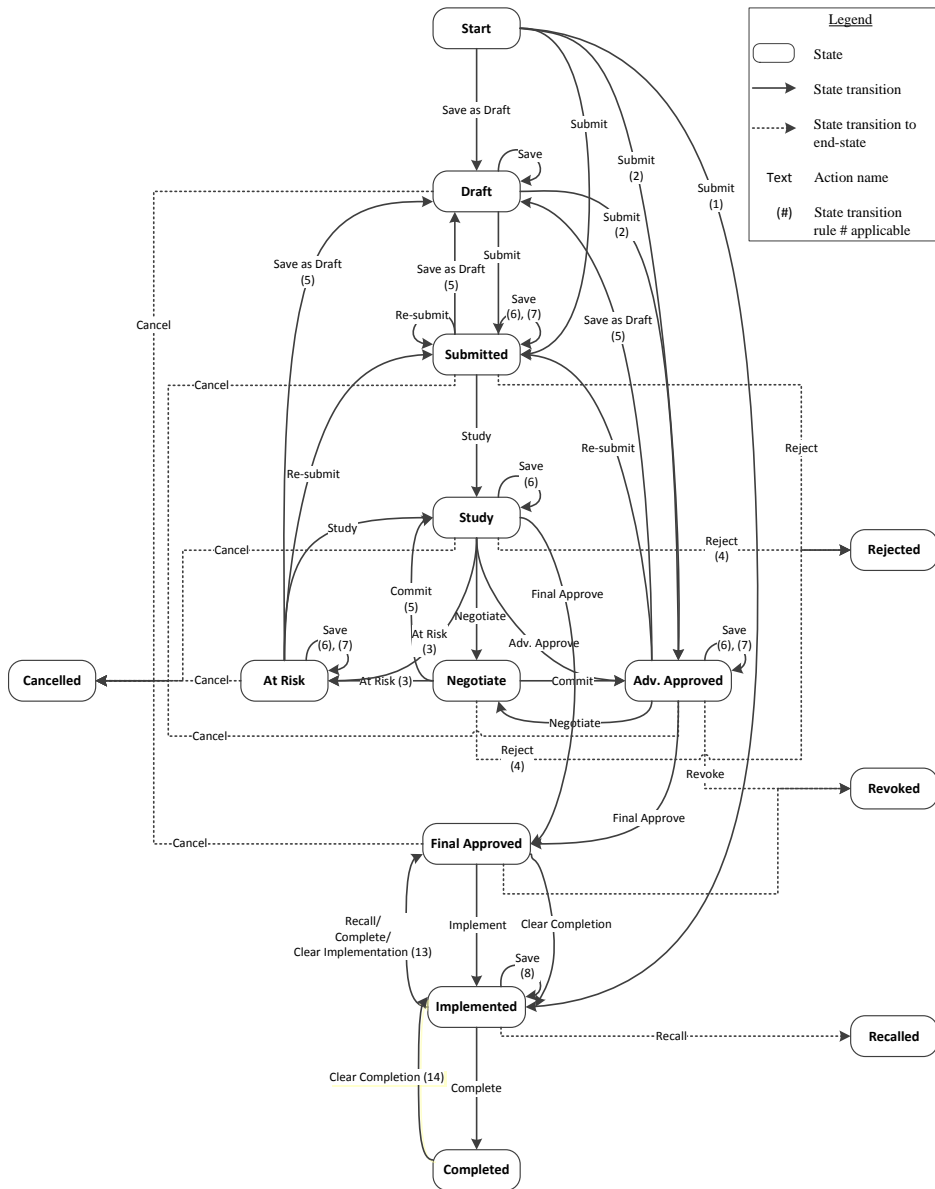 Start
Legend
State
State transition
State transition to
end-state
Text
Action name
(#)
State transition
rule # applicable
Save as Draft
Submit
Submit
(2)
Submit
(1)
Save
Draft
Submit
(2)
Submit
Save as Draft
(5)
Save as Draft
(5)
Save as Draft
(5)
Cancel
Re-submit
Save
(6), (7)
Submitted
Cancel
Reject
Study
Re-submit
Re-submit
Save
(6)
Study
Study
Cancel
Reject
(4)
Rejected
Commit
(5)
Final Approve
Negotiate
At Risk
(3)
Adv. Approve
Save
(6), (7)
Save
(6), (7)
Cancelled
Cancel
At Risk
At Risk (3)
Negotiate
Commit
Adv. Approved
Negotiate
Cancel
Reject
(4)
Revoke
Revoked
Final Approve
Cancel
Final Approved
Recall/
Complete/
Clear Implementation (13)
Implement
Clear Completion
Save
(8)
Implemented
Recall
Recalled
Clear Completion (14)
Complete
Completed